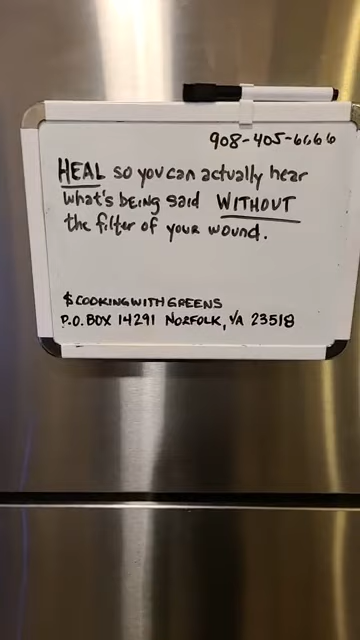 908-405-6666
HEAL so you can actually hear
what's being said WITHOUT
the filter of your wound.
$COOKINGWITHGREENS
P.O. BOX 14291 NORFOLK, VA 23518